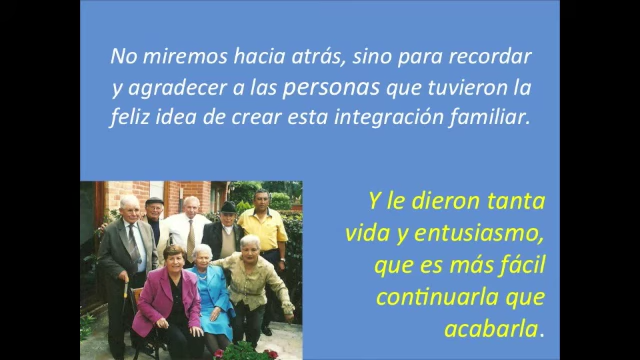 No miremos hacia atrás, sino para recordar
y agradecer a las personas que tuvieron la
feliz idea de crear esta integración familiar.
Y le dieron tanta
vida y entusiasmo,
que es más fácil
continuarla que
acabarla.